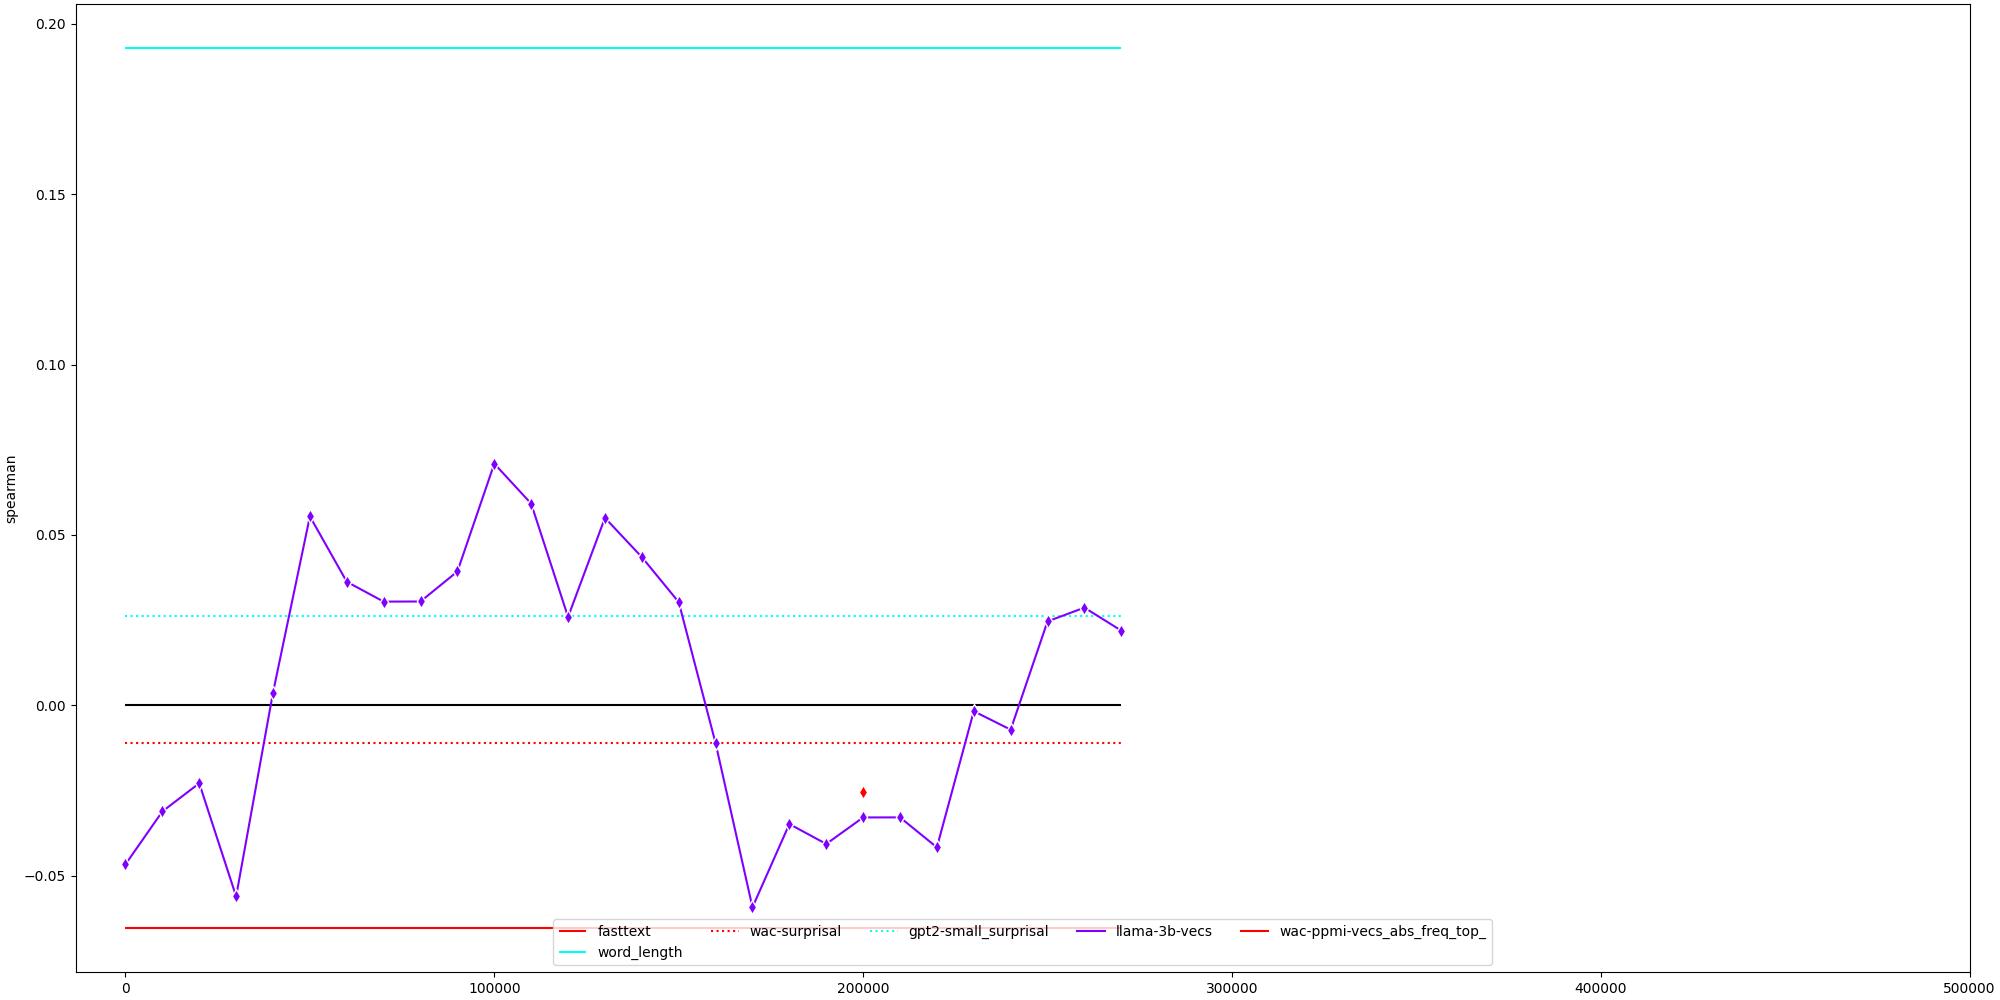 0.20
0.15
0.10
0.05
0.00
−0.05
spearman
fasttext wac-surprisal gpt2-small_surprisal llama-3b-vecs wac-ppmi-vecs_abs_freq_top_
word_length
0 100000 200000 300000 400000 500000